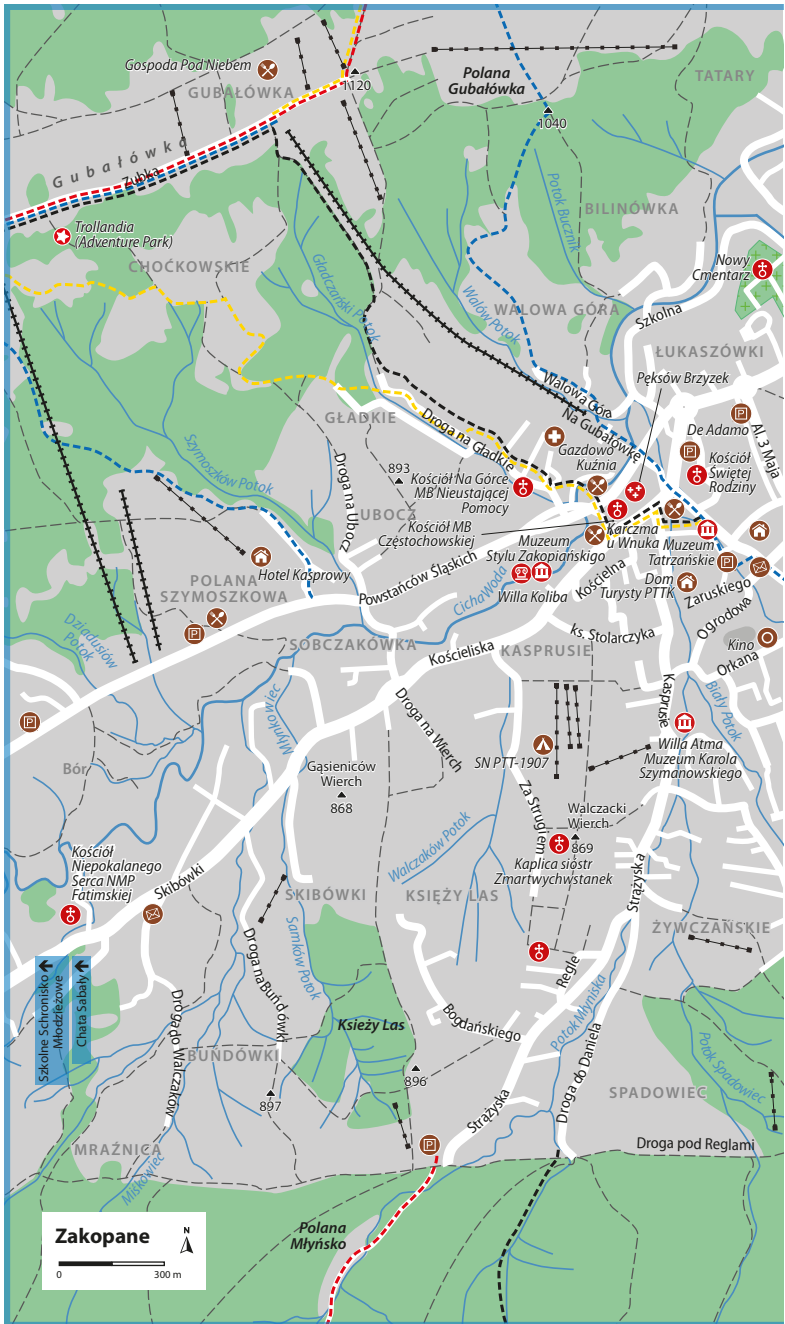 Gospoda Pod Niebem
GUBAŁÓWKA
1120
Polana
Gubałówka
TATARY
1040
Gubałówka
Zubka
Trollandia
(Adventure Park)
CHOĆKOWSKIE
Gładczański Potok
Potok Bucznik
BILINÓWKA
Nowy
Cmentarz
Walów Potok
WALOWA GÓRA
Szkolna
ŁUKASZÓWKI
Pęksów Brzyzek
Walowa Góra
Na Gubałówkę
GŁADKIE
Droga na Gładkie
De Adamo
Al. 3 Maja
Gazdowo
Kuźnia
Kościół
Świętej
Rodziny
Szymoszków Potok
Droga na Ubocz
893
Kościół Na Górce
MB Nieustającej
Pomocy
UBOCZ
Kościół MB
Częstochowskiej
Karczma
u Wnuka
Muzeum
Tatrzańskie
Muzeum
Stylu Zakopiańskiego
Hotel Kasprowy
POLANA
SZYMOSZKOWA
Powstańców Śląskich
Cicha Woda
Willa Koliba
Kościelna
Dom
Turysty PTTK
Zaruskiego
Ogrodowa
ks. Stolarczyka
Kino
Orkana
Dziadusiów
Potok
SOBCZAKÓWKA
Kościeliska
KASPRUSIE
Kasprusie
Biały Potok
Młynkowiec
Droga na Wierch
SN PTT-1907
Willa Atma
Muzeum Karola
Szymanowskiego
Bór
Gąsieniców
Wierch
868
Za Strugiem
Walczacki
Wierch
869
Walczaków Potok
Kaplica sióstr
Zmartwychwstanek
Kościół
Niepokalanego
Serca NMP
Fatimskiej
Skibówki
SKIBÓWKI
KSIĘŻY LAS
Strążyska
ŻYWCZAŃSKIE
Samków Potok
Droga na Buńdówki
Szkolne Schronisko
Młodzieżowe
Chata Sabały
Droga do Walczaków
Księży Las
Bogdańskiego
Regle
Potok Młyniska
BUŃDÓWKI
896
897
Droga do Daniela
Potok Spadowiec
SPADOWIEC
Strążyska
Droga pod Reglami
MRAŹNICA
Miśkowiec
Polana
Młyńsko
Zakopane
N
0 300 m